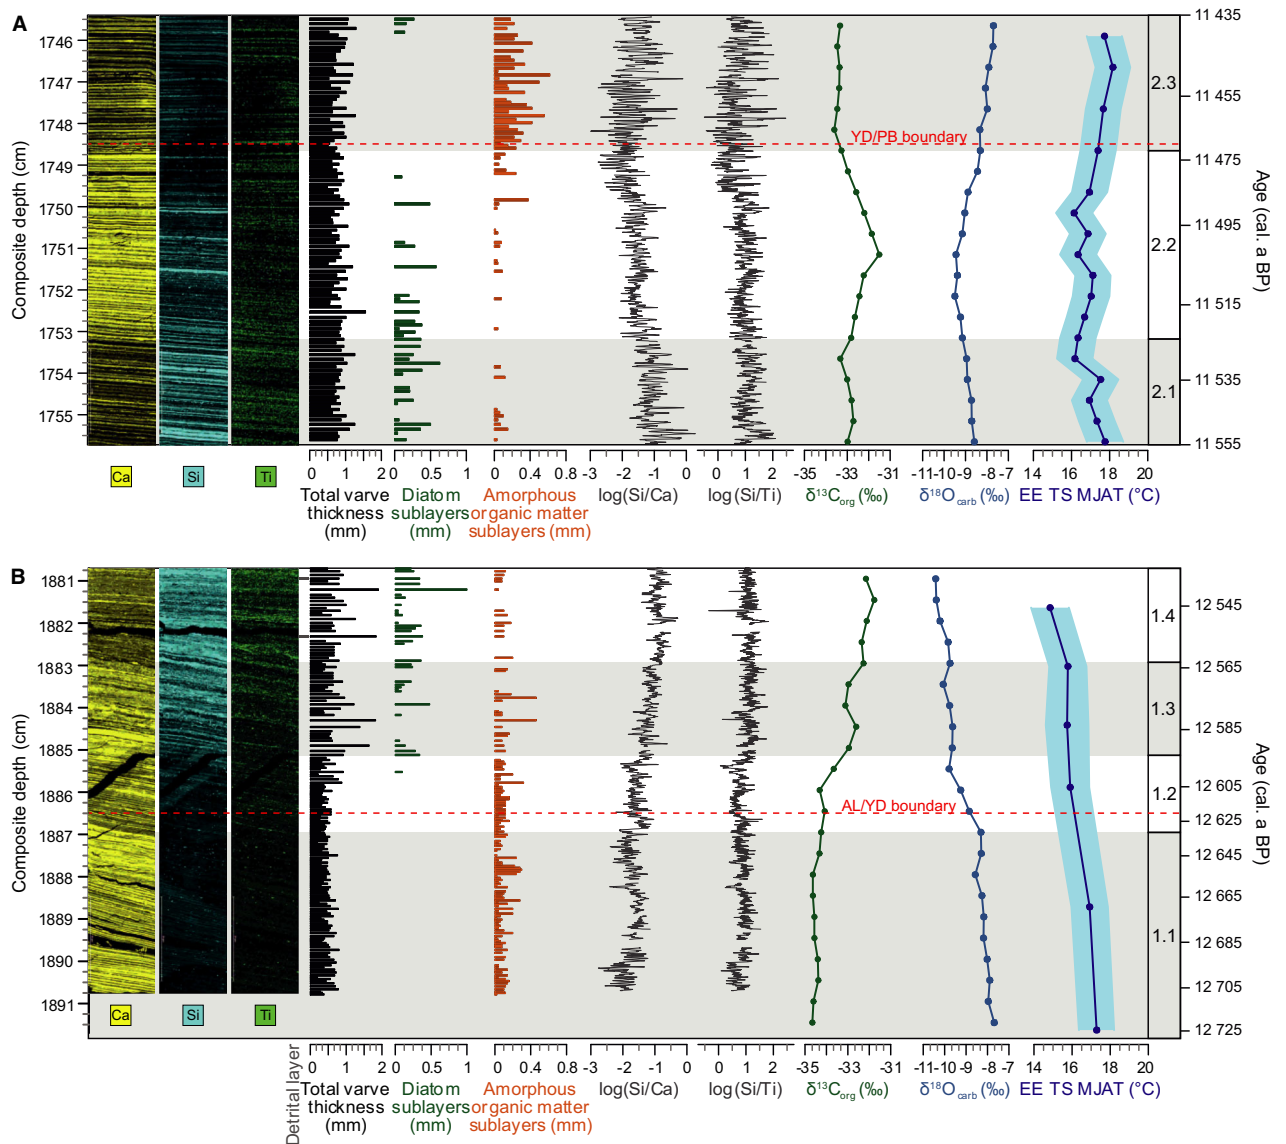 A
1746
1747
1748
1749
1750
1751
1752
1753
1754
1755
Composite depth (cm)
YD/PB boundary
2.3
2.2
2.1
11 435
11 455
11 475
11 495
11 515
11 535
11 555
Age (cal. a BP)
Ca Si Ti
0 1 2 0 0.5 1 0 0.4 0.8 -3 -2 -1 0 0 1 2 -35 -33 -31 -11 -10 -9 -8 -7 14 16 18 20
Total varve thickness (mm)
Diatom sublayers (mm)
Amorphous organic matter sublayers (mm)
log(Si/Ca)
log(Si/Ti)
δ13Corg (‰)
δ18Ocarb (‰)
EE TS MJAT (°C)
B
1881
1882
1883
1884
1885
1886
1887
1888
1889
1890
1891
Composite depth (cm)
AL/YD boundary
1.4
1.3
1.2
1.1
12 545
12 565
12 585
12 605
12 625
12 645
12 665
12 685
12 705
12 725
Age (cal. a BP)
Ca Si Ti
Detrital layer
0 1 2 0 0.5 1 0 0.4 0.8 -3 -2 -1 0 0 1 2 -35 -33 -31 -11 -10 -9 -8 -7 14 16 18 20
Total varve thickness (mm)
Diatom sublayers (mm)
Amorphous organic matter sublayers (mm)
log(Si/Ca)
log(Si/Ti)
δ13Corg (‰)
δ18Ocarb (‰)
EE TS MJAT (°C)